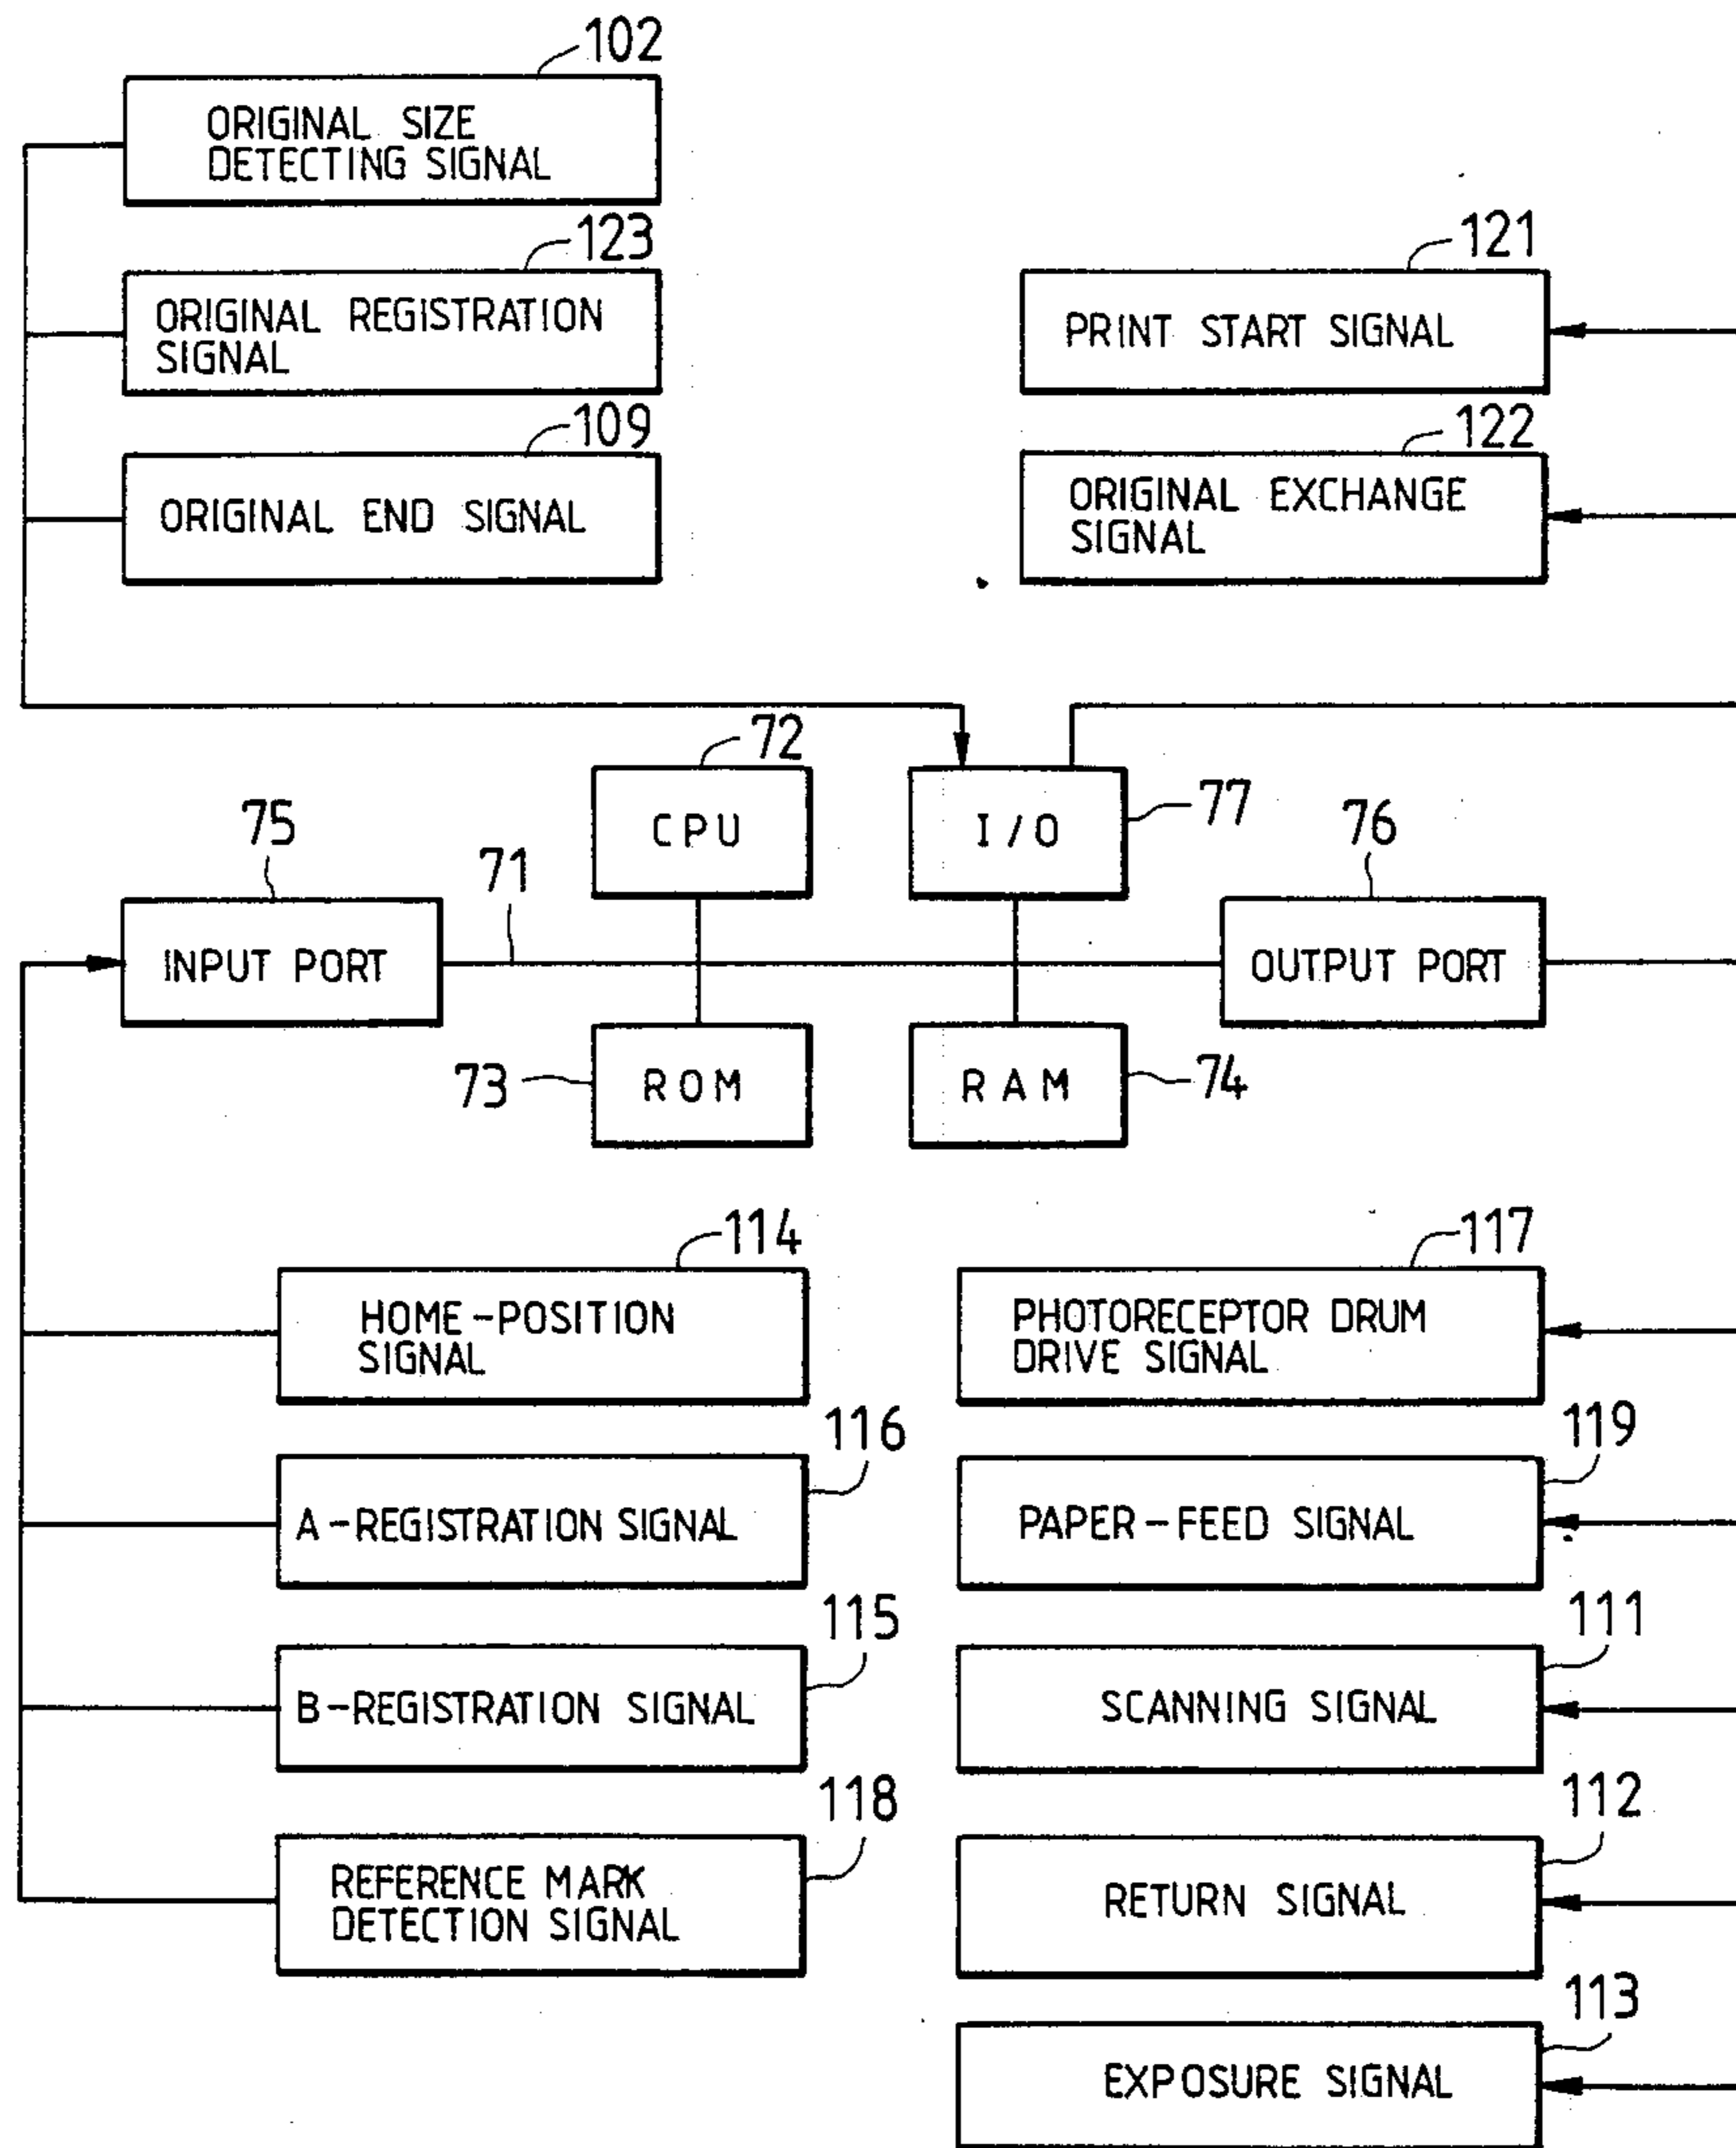 102
ORIGINAL SIZE
DETECTING SIGNAL
123
ORIGINAL REGISTRATION
SIGNAL
109
ORIGINAL END SIGNAL
121
PRINT START SIGNAL
122
ORIGINAL EXCHANGE
SIGNAL
72
CPU
I/O
77
75
INPUT PORT
71
76
OUTPUT PORT
73
ROM
RAM
74
114
HOME-POSITION
SIGNAL
116
A-REGISTRATION SIGNAL
115
B-REGISTRATION SIGNAL
118
REFERENCE MARK
DETECTION SIGNAL
117
PHOTORECEPTOR DRUM
DRIVE SIGNAL
119
PAPER-FEED SIGNAL
111
SCANNING SIGNAL
112
RETURN SIGNAL
113
EXPOSURE SIGNAL